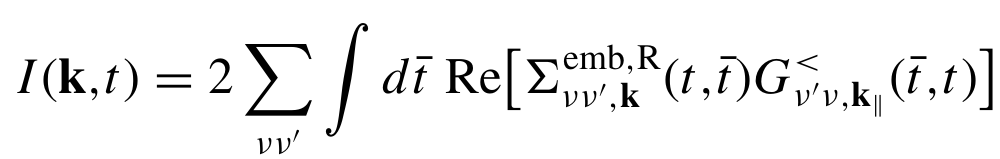 I(𝐤,t) = 2 ∑_{νν′} ∫ dt̄ Re[Σ^{emb,R}_{νν′,𝐤}(t,t̄)G^{<}_{ν′ν,𝐤_∥}(t̄,t)]